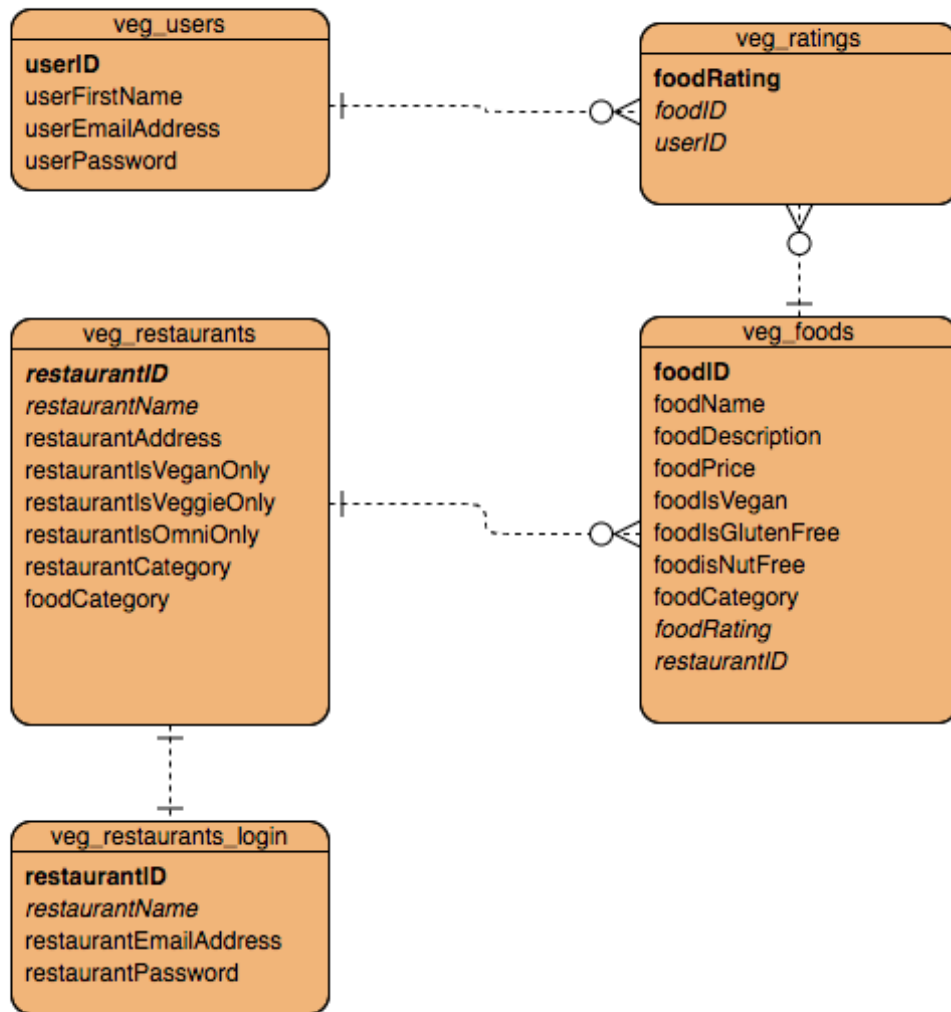 veg_users
userID
userFirstName
userEmailAddress
userPassword
veg_ratings
foodRating
foodID
userID
veg_restaurants
restaurantID
restaurantName
restaurantAddress
restaurantIsVeganOnly
restaurantIsVeggieOnly
restaurantIsOmniOnly
restaurantCategory
foodCategory
veg_foods
foodID
foodName
foodDescription
foodPrice
foodIsVegan
foodIsGlutenFree
foodisNutFree
foodCategory
foodRating
restaurantID
veg_restaurants_login
restaurantID
restaurantName
restaurantEmailAddress
restaurantPassword